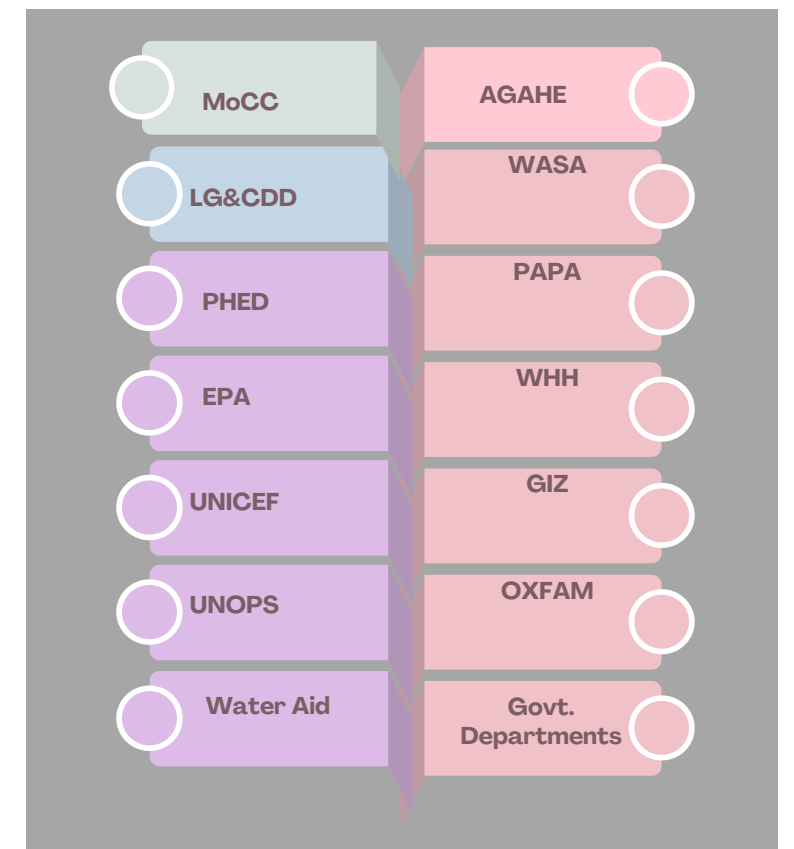 MoCC
LG&CDD
PHED
EPA
UNICEF
UNOPS
Water Aid
AGAHE
WASA
PAPA
WHH
GIZ
OXFAM
Govt.
Departments